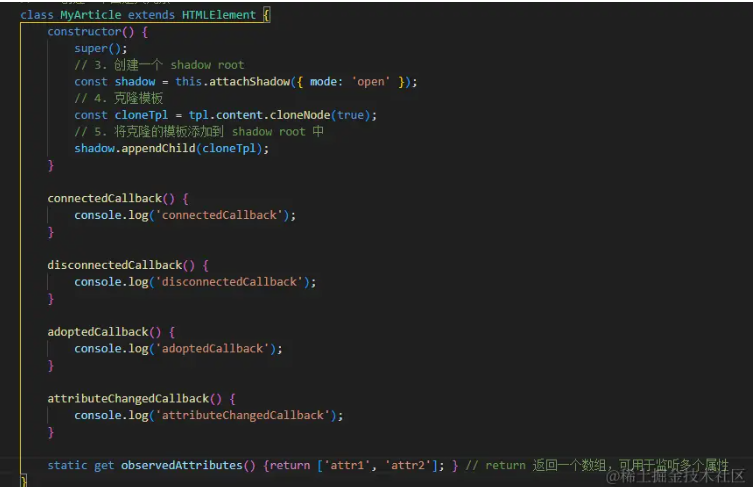 class MyArticle extends HTMLElement {
constructor() {
super();
// 3. 创建一个 shadow root
const shadow = this.attachShadow({ mode: 'open' });
// 4. 克隆模板
const cloneTpl = tpl.content.cloneNode(true);
// 5. 将克隆的模板添加到 shadow root 中
shadow.appendChild(cloneTpl);
}
connectedCallback() {
console.log('connectedCallback');
}
disconnectedCallback() {
console.log('disconnectedCallback');
}
adoptedCallback() {
console.log('adoptedCallback');
}
attributeChangedCallback() {
console.log('attributeChangedCallback');
}
static get observedAttributes() {return ['attr1', 'attr2']; } // return 返回一个数组，可用于监听多个属性
}
@稀土掘金技术社区